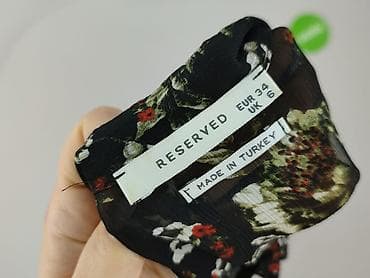 RESERVED
EUR 34
UK 6
MADE IN TURKEY